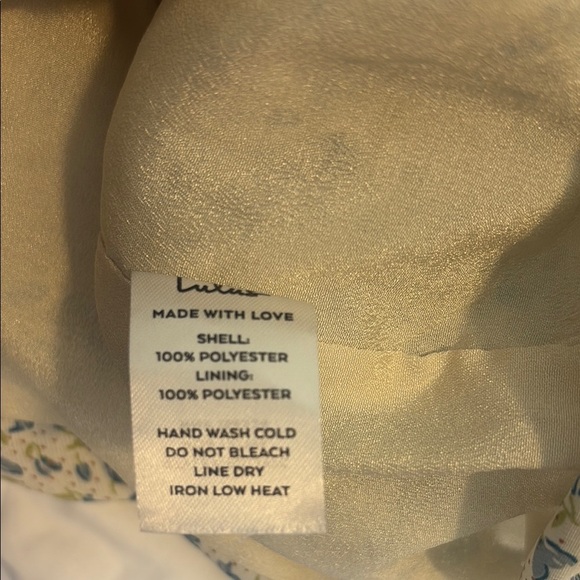 Luxus
MADE WITH LOVE
SHELL:
100% POLYESTER
LINING:
100% POLYESTER
HAND WASH COLD
DO NOT BLEACH
LINE DRY
IRON LOW HEAT